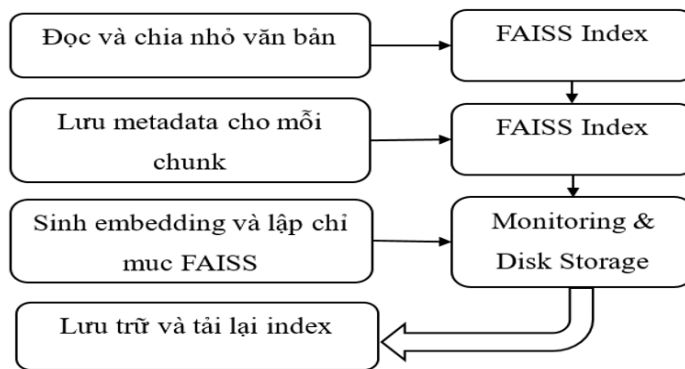 Đọc và chia nhỏ văn bản
FAISS Index
Lưu metadata cho mỗi
chunk
FAISS Index
Sinh embedding và lập chỉ
muc FAISS
Monitoring &
Disk Storage
Lưu trữ và tải lại index